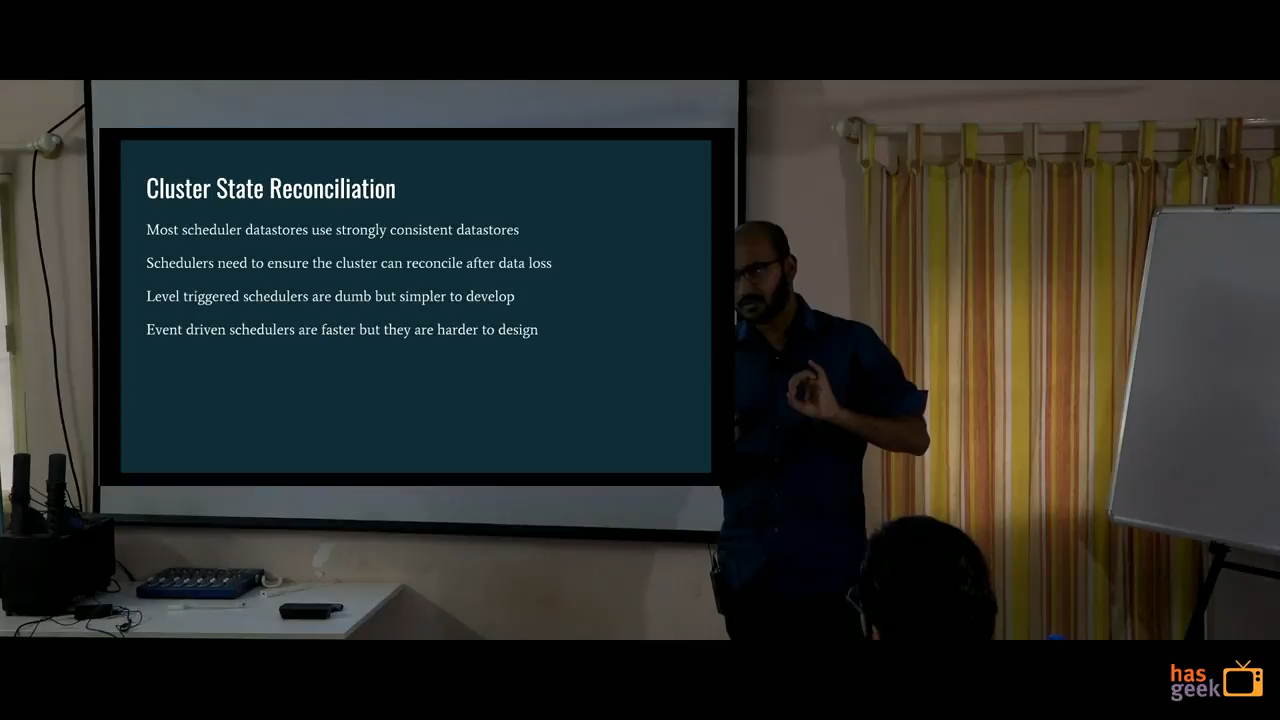 Cluster State Reconciliation
Most scheduler datastores use strongly consistent datastores
Schedulers need to ensure the cluster can reconcile after data loss
Level triggered schedulers are dumb but simpler to develop
Event driven schedulers are faster but they are harder to design
has
geek